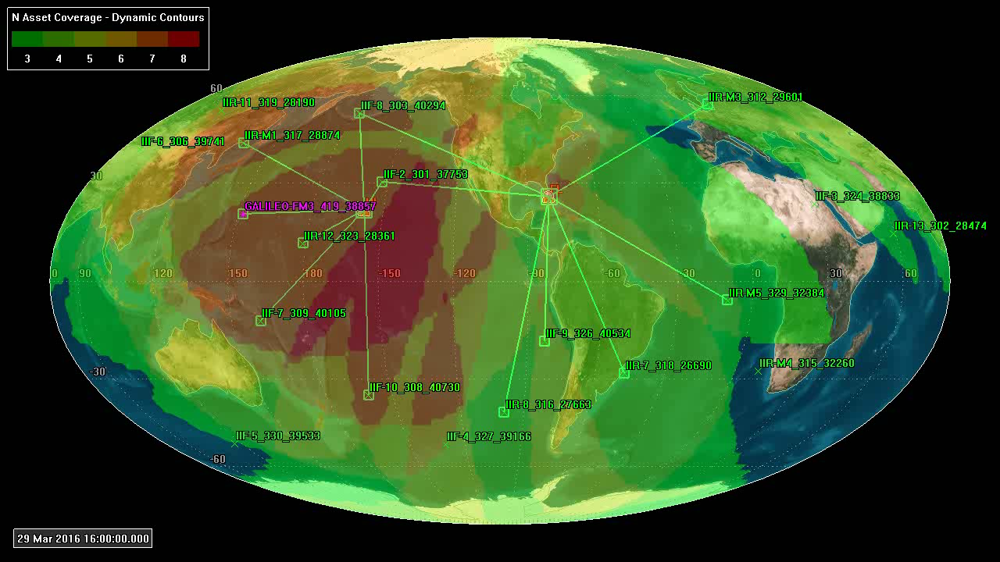 N Asset Coverage - Dynamic Contours
3 4 5 6 7 8
60
IIR-M3_312_29601
IIR-11_319_28190
IIF-8_303_40294
IIR-M1_317_28874
IIF-6_306_39741
30
IIF-2_301_37753
IIF-3_324_38833
GALILEO-FM3_419_38857
IIR-13_302_28474
IIR-12_323_28361
0 90 120 150 180 -150 -120 -90 -60 -30 0 30 60
IIR-M5_329_32384
IIF-7_309_40105
IIF-9_326_40534
IIR-7_318_26690
IIR-M4_315_32260
-30
IIF-10_308_40730
IIR-8_316_27663
IIF-5_330_39533
IIF-4_327_39166
-60
29 Mar 2016 16:00:00.000